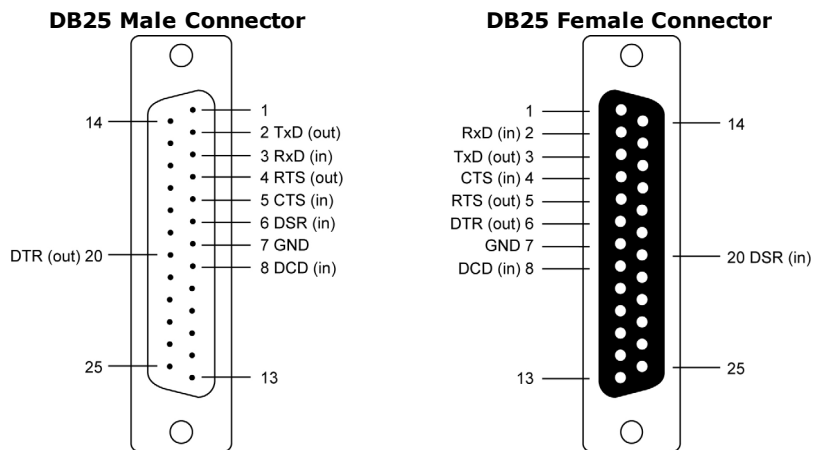 DB25 Male Connector
14
DTR (out) 20
25
1
2 TxD (out)
3 RxD (in)
4 RTS (out)
5 CTS (in)
6 DSR (in)
7 GND
8 DCD (in)
13
DB25 Female Connector
1
RxD (in) 2
TxD (out) 3
CTS (in) 4
RTS (out) 5
DTR (out) 6
GND 7
DCD (in) 8
13
14
20 DSR (in)
25